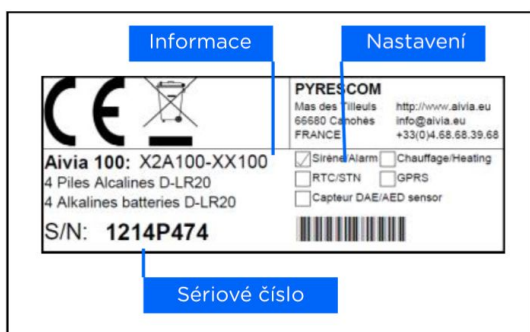 Informace
Nastavení
CE
PYRESCOM
Mas des Tilleuls http://www.aivia.eu
66680 Canohès info@aivia.eu
FRANCE +33(0)4.68.68.39.68
Aivia 100: X2A100-XX100
4 Piles Alcalines D-LR20
4 Alkalines batteries D-LR20
S/N: 1214P474
Sirène/Alarm Chauffage/Heating
RTC/STN GPRS
Capteur DAE/AED sensor
Sériové číslo